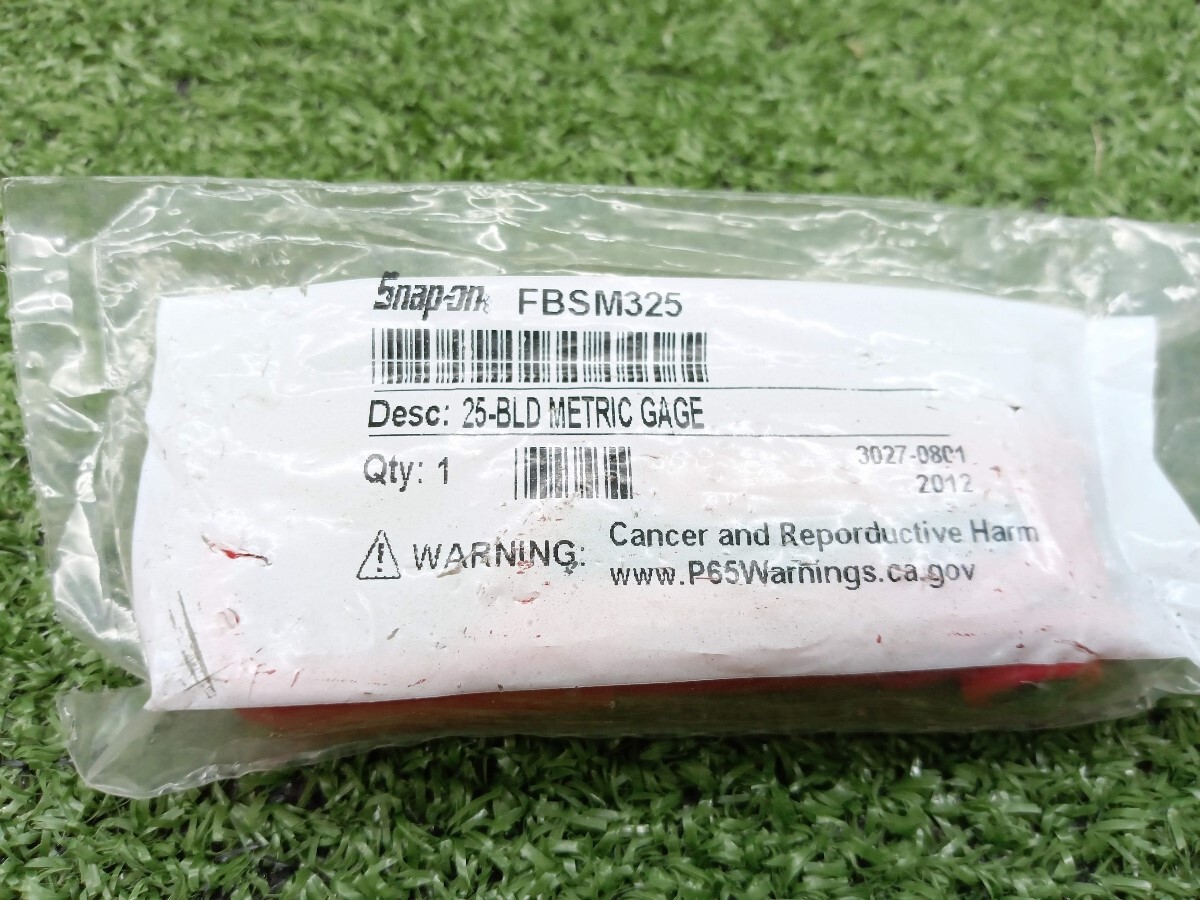 Snap-on FBSM325
Desc: 25-BLD METRIC GAGE
Qty: 1
3027-0801
2012
WARNING: Cancer and Reporductive Harm
www.P65Warnings.ca.gov